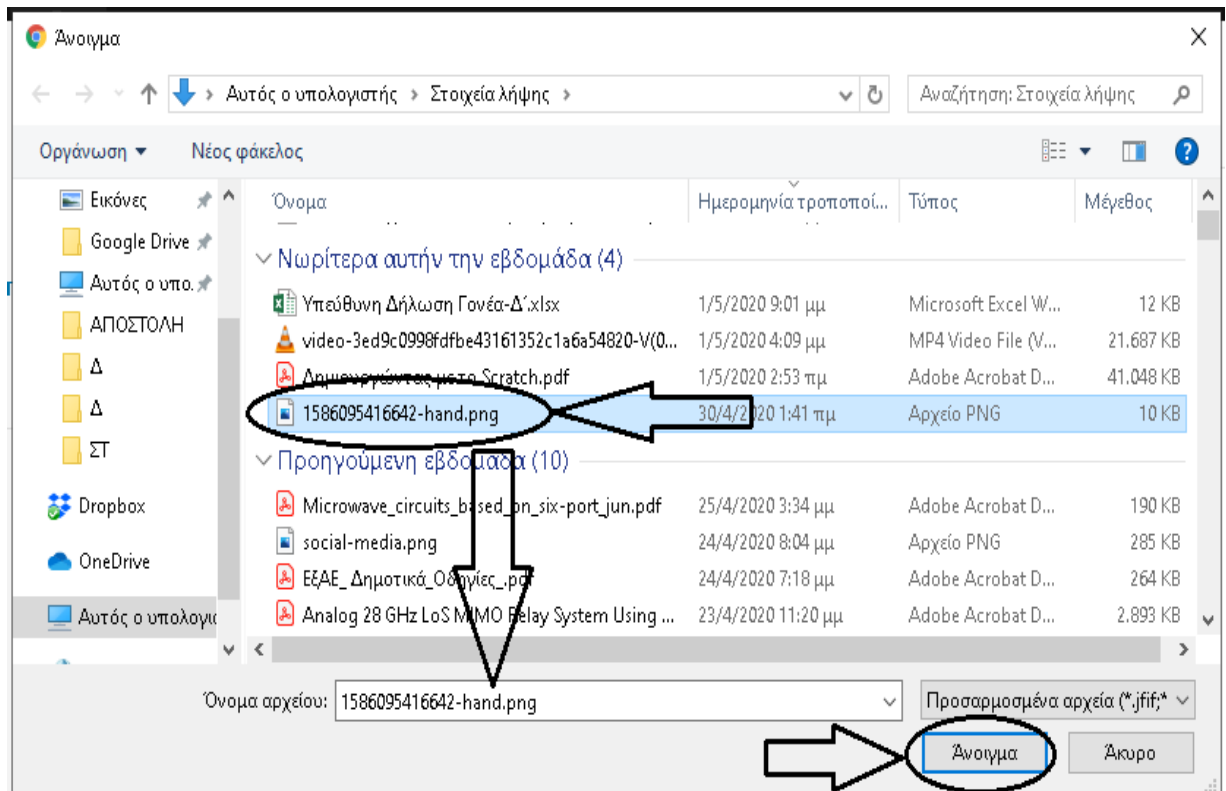 Άνοιγμα
Αυτός ο υπολογιστής › Στοιχεία λήψης ›
Αναζήτηση: Στοιχεία λήψης
Οργάνωση
Νέος φάκελος
Εικόνες
Google Drive
Αυτός ο υπο.
ΑΠΟΣΤΟΛΗ
Δ
Δ
ΣΤ
Dropbox
OneDrive
Αυτός ο υπολογι
Όνομα Ημερομηνία τροποποί... Τύπος Μέγεθος
Νωρίτερα αυτήν την εβδομάδα (4)
Υπεύθυνη Δήλωση Γονέα-Δ΄.xlsx 1/5/2020 9:01 μμ Microsoft Excel W... 12 KB
video-3ed9c0998fdfbe43161352c1a6a54820-V(0... 1/5/2020 4:09 μμ MP4 Video File (V... 21.687 KB
Δημιουργώντας με το Scratch.pdf 1/5/2020 2:53 πμ Adobe Acrobat D... 41.048 KB
1586095416642-hand.png 30/4/2020 1:41 πμ Αρχείο PNG 10 KB
Προηγούμενη εβδομάδα (10)
Microwave_circuits_based_on_six-port_jun.pdf 25/4/2020 3:34 μμ Adobe Acrobat D... 190 KB
social-media.png 24/4/2020 8:04 μμ Αρχείο PNG 285 KB
ΕξΑΕ_ Δημοτικά_Οδηγίες_.pdf 24/4/2020 7:18 μμ Adobe Acrobat D... 264 KB
Analog 28 GHz LoS MIMO Relay System Using ... 23/4/2020 11:20 μμ Adobe Acrobat D... 2.893 KB
Όνομα αρχείου: 1586095416642-hand.png
Προσαρμοσμένα αρχεία (*.jfif;*
Άνοιγμα
Άκυρο